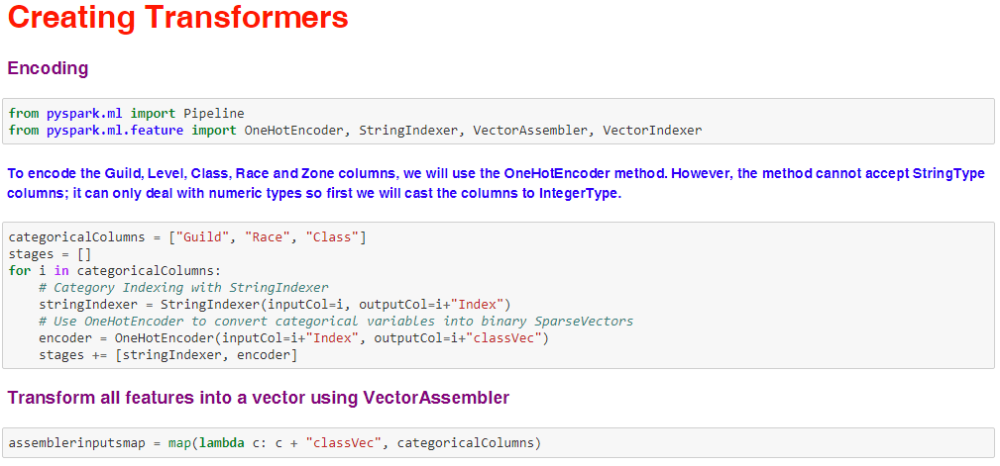 Creating Transformers
Encoding
from pyspark.ml import Pipeline
from pyspark.ml.feature import OneHotEncoder, StringIndexer, VectorAssembler, VectorIndexer
To encode the Guild, Level, Class, Race and Zone columns, we will use the OneHotEncoder method. However, the method cannot accept StringType
columns; it can only deal with numeric types so first we will cast the columns to IntegerType.
categoricalColumns = ["Guild", "Race", "Class"]
stages = []
for i in categoricalColumns:
    # Category Indexing with StringIndexer
    stringIndexer = StringIndexer(inputCol=i, outputCol=i+"Index")
    # Use OneHotEncoder to convert categorical variables into binary SparseVectors
    encoder = OneHotEncoder(inputCol=i+"Index", outputCol=i+"classVec")
    stages += [stringIndexer, encoder]
Transform all features into a vector using VectorAssembler
assemblerinputsmap = map(lambda c: c + "classVec", categoricalColumns)